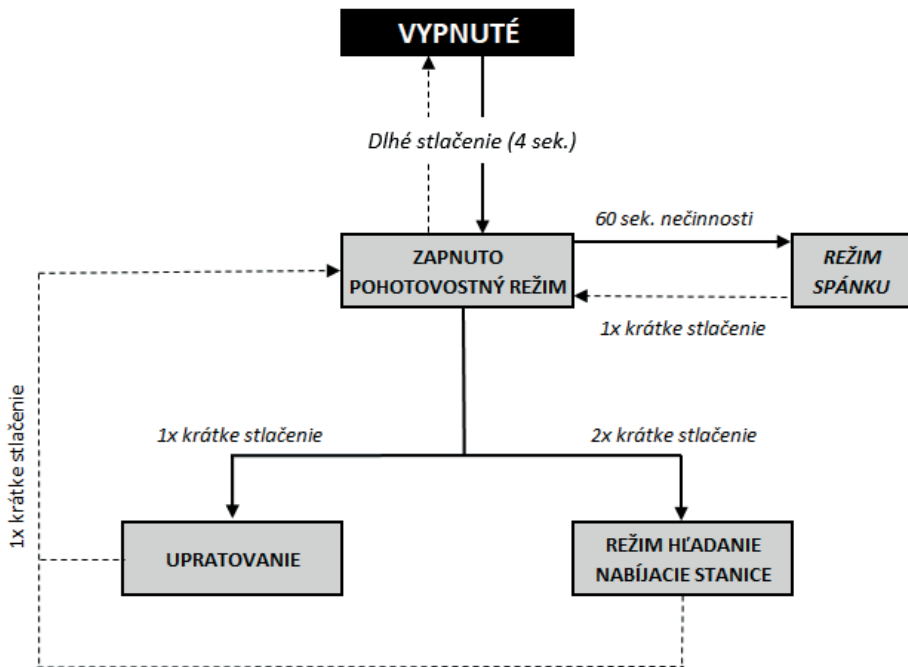 VYPNUTÉ
Dlhé stlačenie (4 sek.)
60 sek. nečinnosti
ZAPNUTO
POHOTOVOSTNÝ REŽIM
REŽIM
SPÁNKU
1x krátke stlačenie
1x krátke stlačenie
2x krátke stlačenie
1x krátke stlačenie
UPRATOVANIE
REŽIM HĽADANIE
NABÍJACIE STANICE